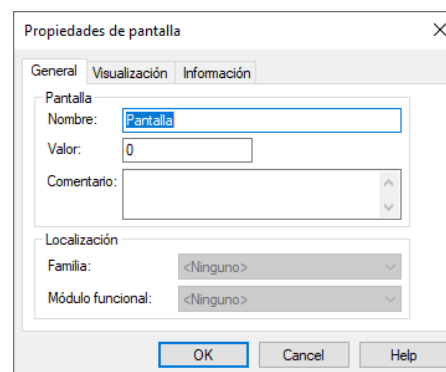 Propiedades de pantalla
General Visualización Información
Pantalla
Nombre: Pantalla
Valor: 0
Comentario:
Localización
Familia: <Ninguno>
Módulo funcional: <Ninguno>
OK Cancel Help